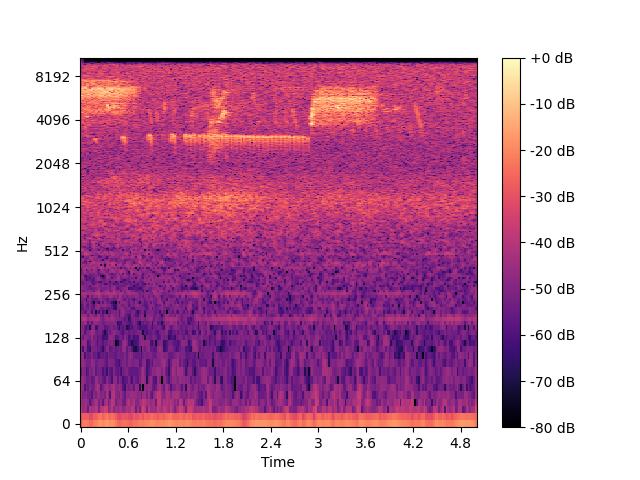 8192
4096
2048
1024
512
256
128
64
0
Hz
0 0.6 1.2 1.8 2.4 3 3.6 4.2 4.8
Time
+0 dB
-10 dB
-20 dB
-30 dB
-40 dB
-50 dB
-60 dB
-70 dB
-80 dB